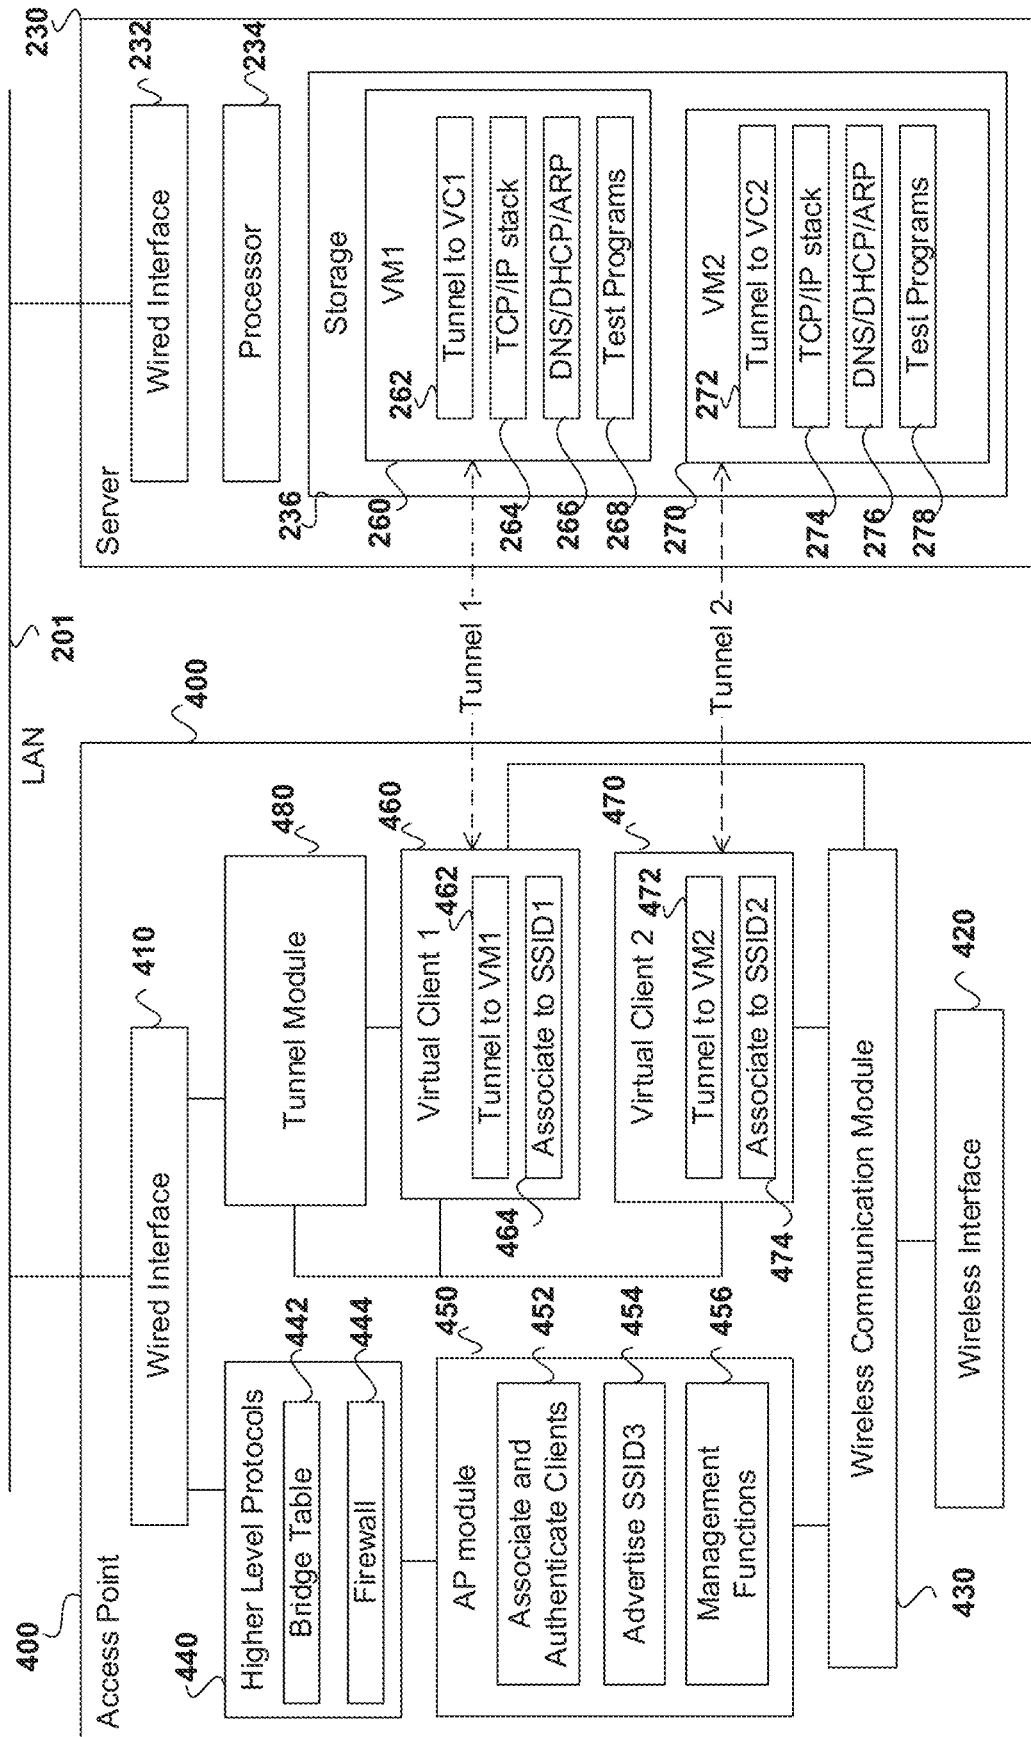 400
Access Point
LAN
201
Server
230
Wired Interface
410
Higher Level Protocols
440
Bridge Table
442
Firewall
444
Tunnel Module
480
AP module
450
Associate and
Authenticate Clients
452
Advertise SSID3
454
Management
Functions
456
Virtual Client 1
460
Tunnel to VM1
462
Associate to SSID1
464
Virtual Client 2
470
Tunnel to VM2
472
Associate to SSID2
474
Wireless Communication Module
430
Wireless Interface
420
400
Tunnel 1
Tunnel 2
Wired Interface
232
Processor
234
Storage
236
VM1
260
Tunnel to VC1
262
TCP/IP stack
264
DNS/DHCP/ARP
266
Test Programs
268
VM2
270
Tunnel to VC2
272
TCP/IP stack
274
DNS/DHCP/ARP
276
Test Programs
278